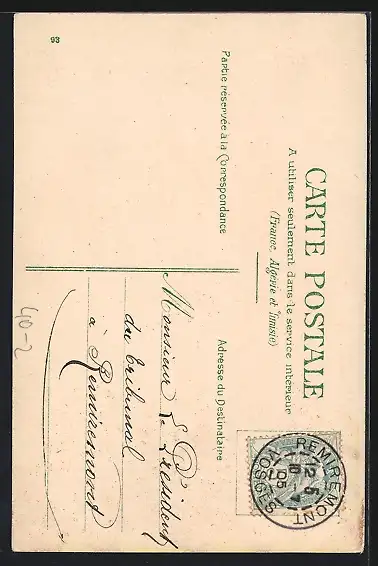 CARTE POSTALE
A utiliser seulement dans le service intérieur
(France, Algérie et Tunisie)
Partie réservée à la Correspondance
Adresse du Destinataire
REMIREMONT
VOSGES
Monsieur le Président
du tribunal
à Remiremont
93
40-2